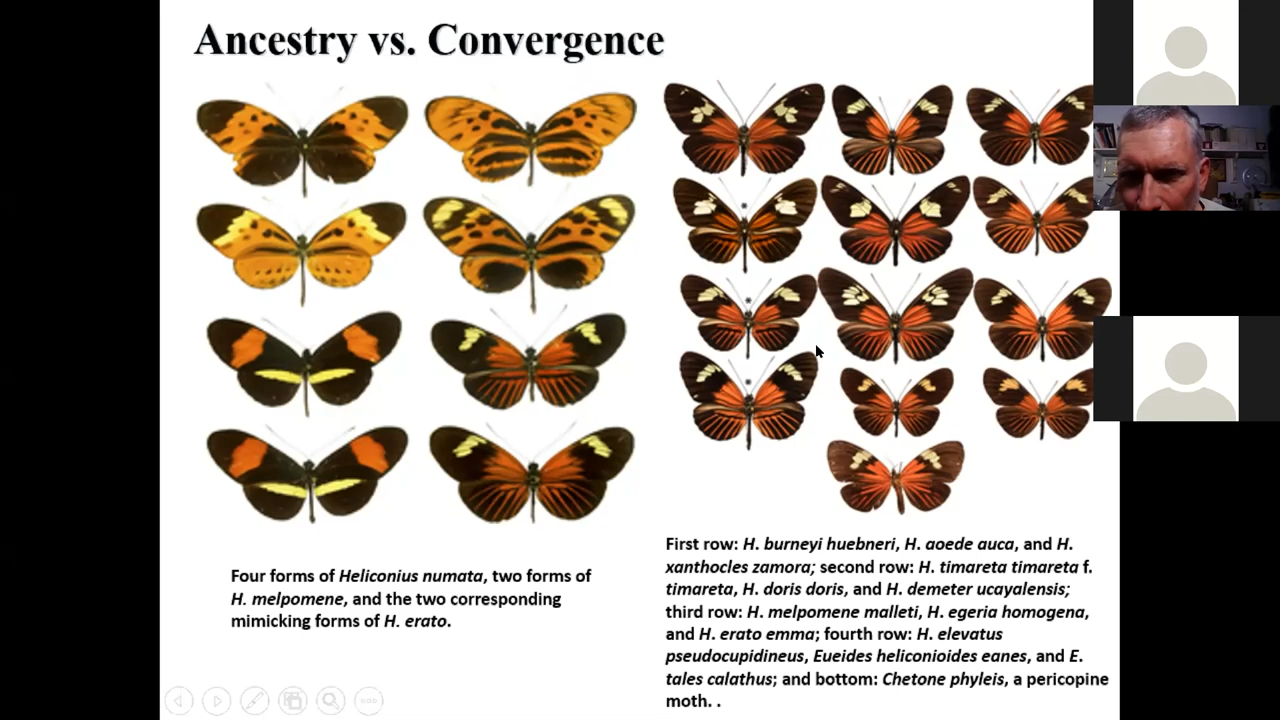 Ancestry vs. Convergence
Four forms of Heliconius numata, two forms of
H. melpomene, and the two corresponding
mimicking forms of H. erato.
First row: H. burneyi huebneri, H. aoede auca, and H.
xanthocles zamora; second row: H. timareta timareta f.
timareta, H. doris doris, and H. demeter ucayalensis;
third row: H. melpomene malleti, H. egeria homogena,
and H. erato emma; fourth row: H. elevatus
pseudocupidineus, Eueides heliconioides eanes, and E.
tales calathus; and bottom: Chetone phyleis, a pericopine
moth. .